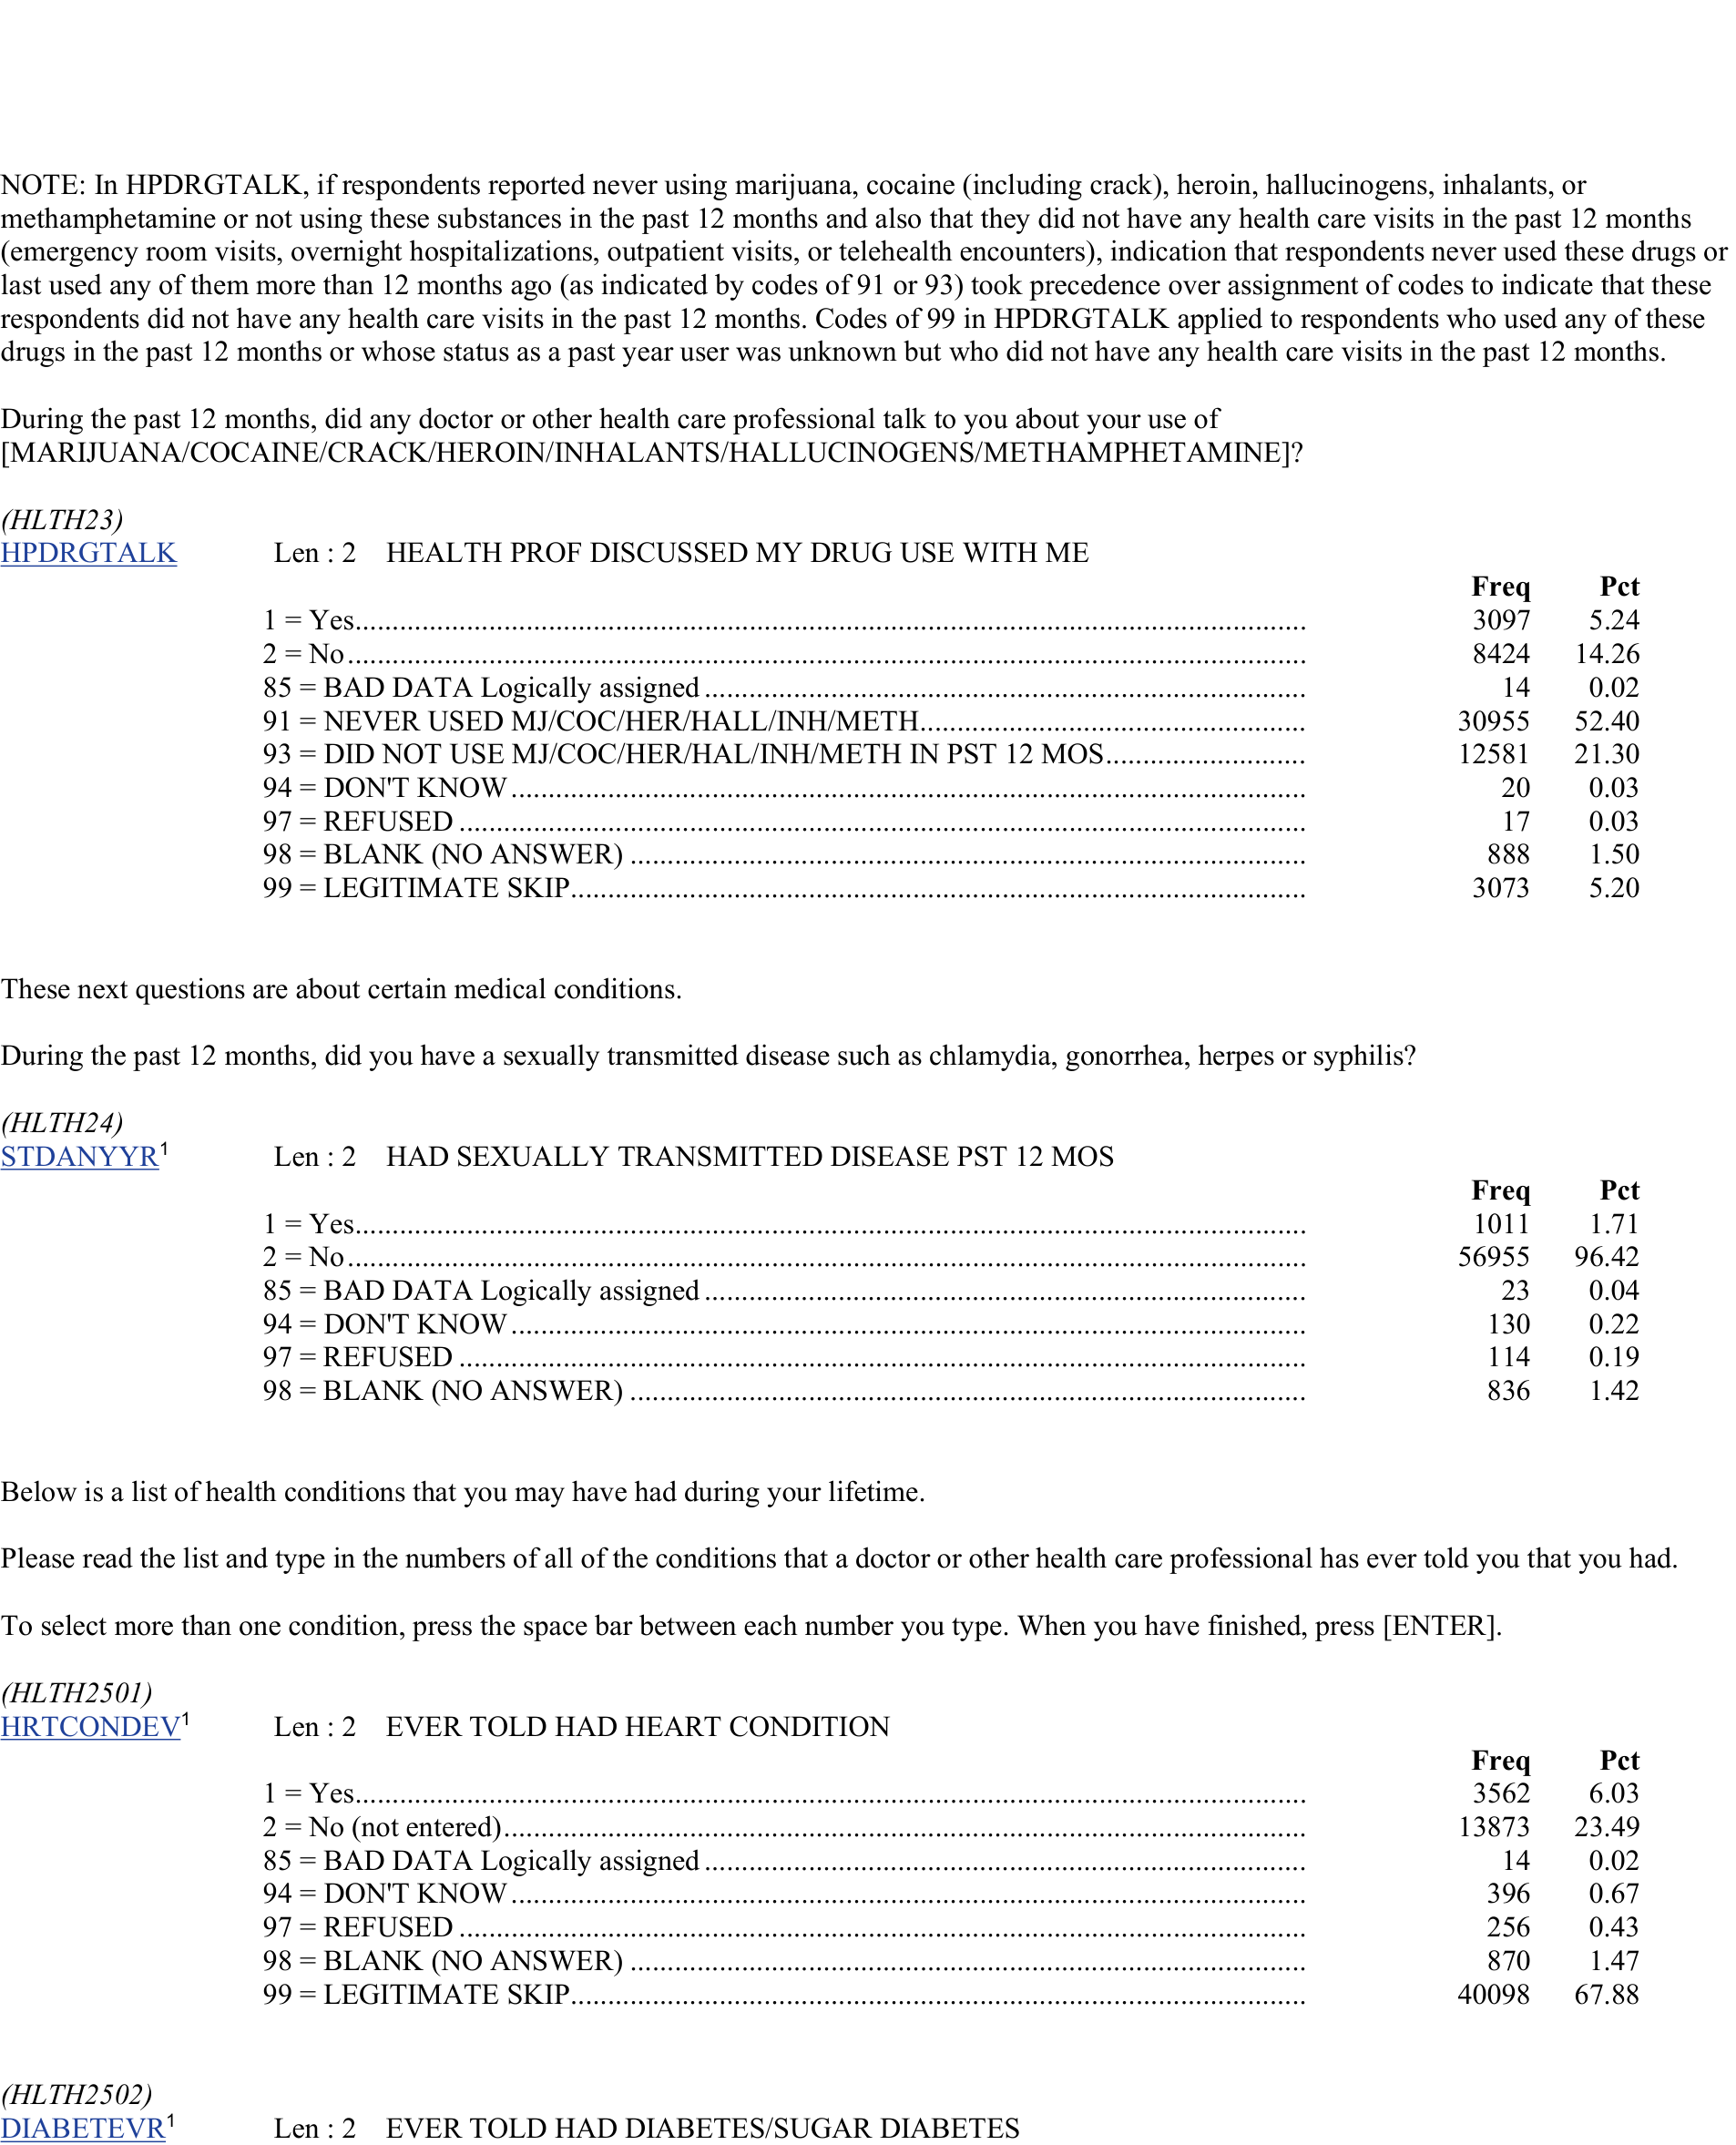 NOTE: In HPDRGTALK, if respondents reported never using marijuana, cocaine (including crack), heroin, hallucinogens, inhalants, or
methamphetamine or not using these substances in the past 12 months and also that they did not have any health care visits in the past 12 months
(emergency room visits, overnight hospitalizations, outpatient visits, or telehealth encounters), indication that respondents never used these drugs or
last used any of them more than 12 months ago (as indicated by codes of 91 or 93) took precedence over assignment of codes to indicate that these
respondents did not have any health care visits in the past 12 months. Codes of 99 in HPDRGTALK applied to respondents who used any of these
drugs in the past 12 months or whose status as a past year user was unknown but who did not have any health care visits in the past 12 months.
During the past 12 months, did any doctor or other health care professional talk to you about your use of
[MARIJUANA/COCAINE/CRACK/HEROIN/INHALANTS/HALLUCINOGENS/METHAMPHETAMINE]?
(HLTH23)
HPDRGTALK Len : 2 HEALTH PROF DISCUSSED MY DRUG USE WITH ME
Freq Pct
1 = Yes 3097 5.24
2 = No 8424 14.26
85 = BAD DATA Logically assigned 14 0.02
91 = NEVER USED MJ/COC/HER/HALL/INH/METH 30955 52.40
93 = DID NOT USE MJ/COC/HER/HAL/INH/METH IN PST 12 MOS 12581 21.30
94 = DON'T KNOW 20 0.03
97 = REFUSED 17 0.03
98 = BLANK (NO ANSWER) 888 1.50
99 = LEGITIMATE SKIP 3073 5.20
These next questions are about certain medical conditions.
During the past 12 months, did you have a sexually transmitted disease such as chlamydia, gonorrhea, herpes or syphilis?
(HLTH24)
STDANYYR¹ Len : 2 HAD SEXUALLY TRANSMITTED DISEASE PST 12 MOS
Freq Pct
1 = Yes 1011 1.71
2 = No 56955 96.42
85 = BAD DATA Logically assigned 23 0.04
94 = DON'T KNOW 130 0.22
97 = REFUSED 114 0.19
98 = BLANK (NO ANSWER) 836 1.42
Below is a list of health conditions that you may have had during your lifetime.
Please read the list and type in the numbers of all of the conditions that a doctor or other health care professional has ever told you that you had.
To select more than one condition, press the space bar between each number you type. When you have finished, press [ENTER].
(HLTH2501)
HRTCONDEV¹ Len : 2 EVER TOLD HAD HEART CONDITION
Freq Pct
1 = Yes 3562 6.03
2 = No (not entered) 13873 23.49
85 = BAD DATA Logically assigned 14 0.02
94 = DON'T KNOW 396 0.67
97 = REFUSED 256 0.43
98 = BLANK (NO ANSWER) 870 1.47
99 = LEGITIMATE SKIP 40098 67.88
(HLTH2502)
DIABETEVR¹ Len : 2 EVER TOLD HAD DIABETES/SUGAR DIABETES